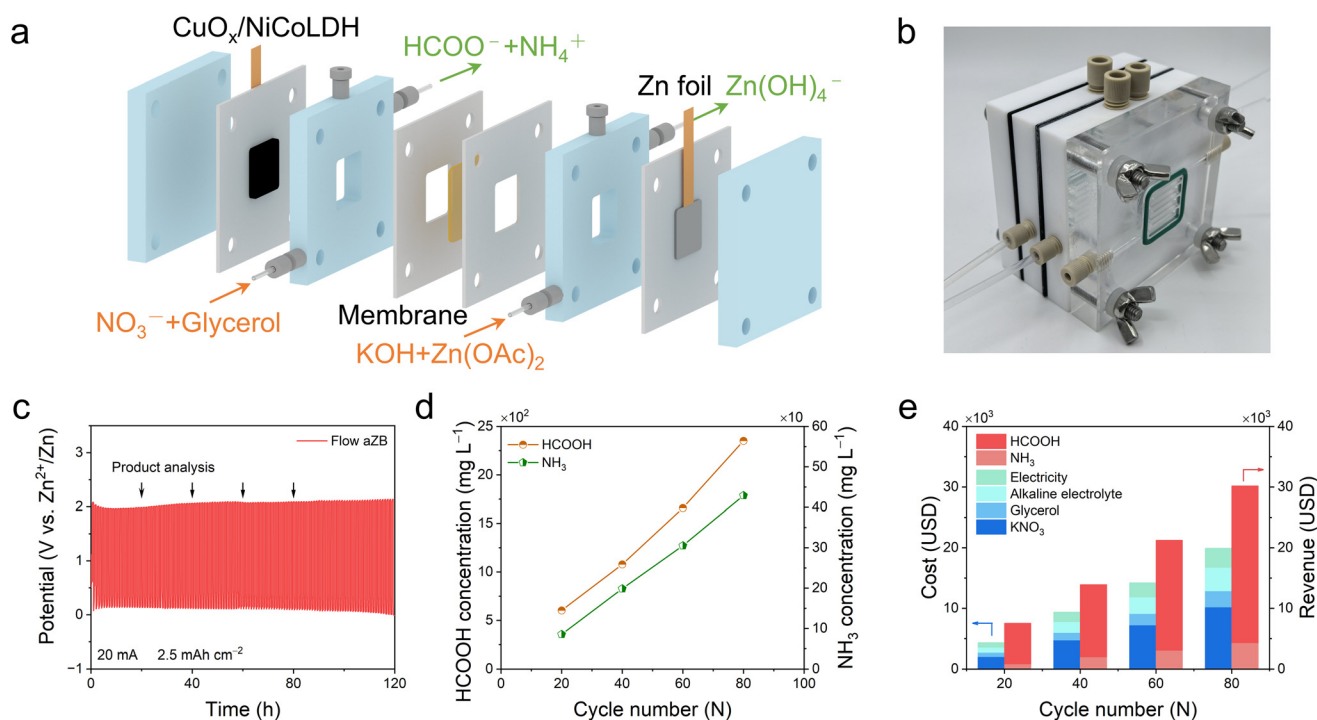 a
CuOₓ/NiCoLDH
HCOO⁻+NH₄⁺
Zn foil
Zn(OH)₄⁻
NO₃⁻+Glycerol
Membrane
KOH+Zn(OAc)₂
b
c
Potential (V vs. Zn²⁺/Zn)
3
2
1
0
−1
Flow aZB
Product analysis
20 mA
2.5 mAh cm⁻²
0
40
80
120
Time (h)
d
×10²
×10
HCOOH concentration (mg L⁻¹)
25
20
15
10
5
0
HCOOH
NH₃
60
50
40
30
20
10
0
NH₃ concentration (mg L⁻¹)
0
20
40
60
80
100
Cycle number (N)
e
×10³
×10³
Cost (USD)
40
30
20
10
0
HCOOH
NH₃
Electricity
Alkaline electrolyte
Glycerol
KNO₃
40
30
20
10
0
Revenue (USD)
20
40
60
80
Cycle number (N)